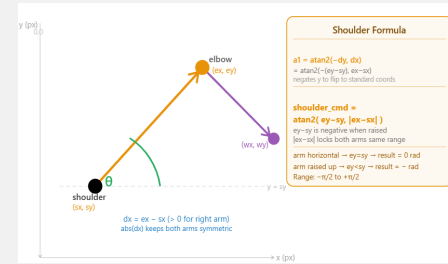 y (px)
0,0
elbow
(ex, ey)
(wx, wy)
θ
shoulder
(sx, sy)
y = sy
dx = ex − sx (> 0 for right arm)
abs(dx) keeps both arms symmetric
x (px)
Shoulder Formula
a1 = atan2(−dy, dx)
= atan2(−(ey−sy), ex−sx)
negates y to flip to standard coords
shoulder_cmd =
atan2( ey−sy, |ex−sx| )
ey−sy is negative when raised
|ex−sx| locks both arms same range
arm horizontal → ey=sy → result = 0 rad
arm raised up → ey<sy → result = − rad
Range: −π/2 to +π/2